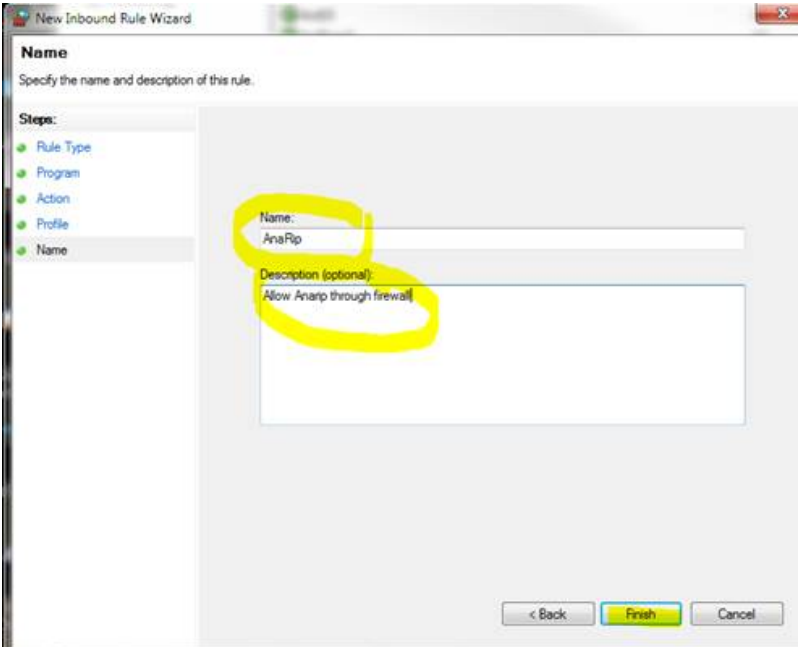 New Inbound Rule Wizard
Name
Specify the name and description of this rule.
Steps:
Rule Type
Program
Action
Profile
Name
Name:
AnaRip
Description (optional):
Allow Anarip through firewall
< Back
Finish
Cancel